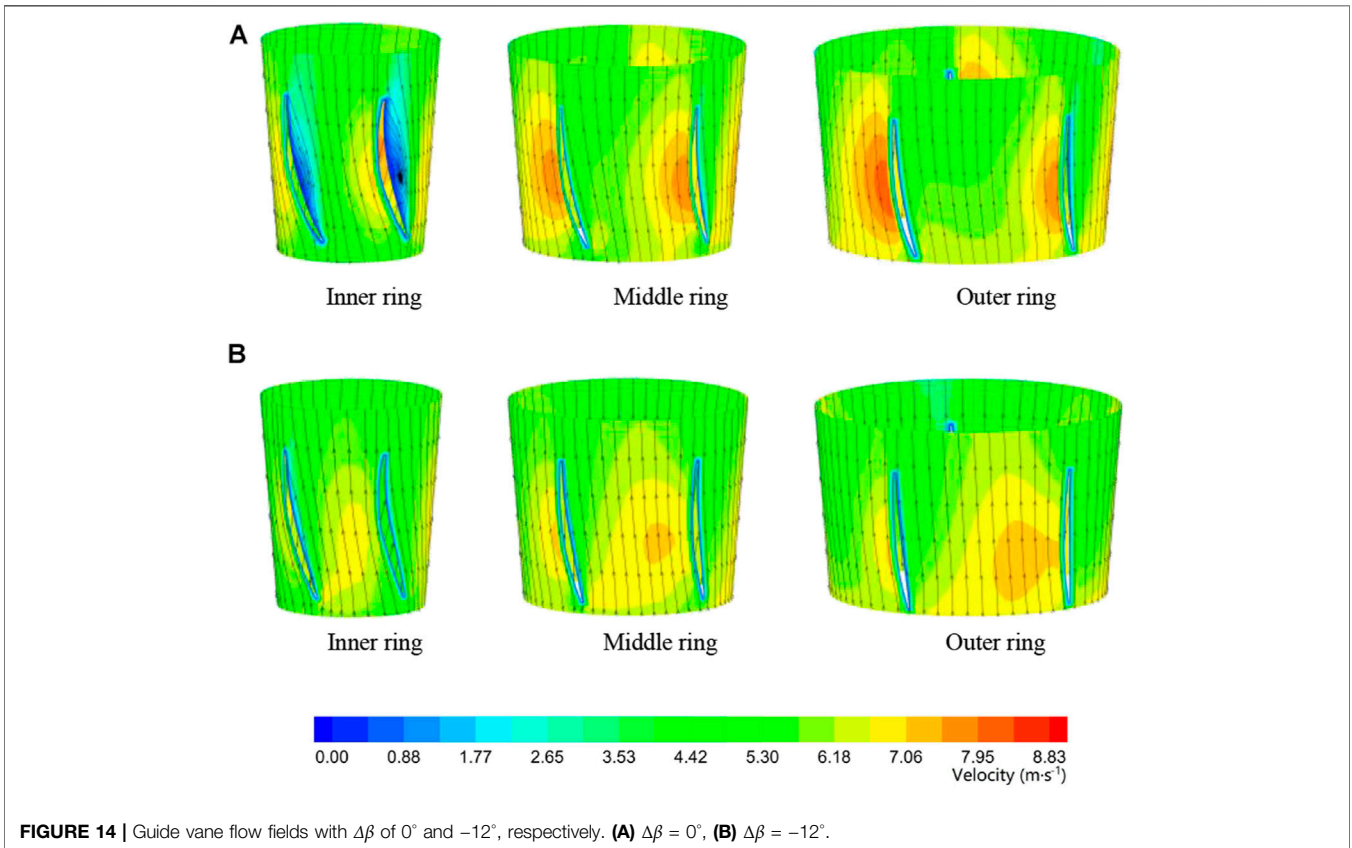 A
Inner ring
Middle ring
Outer ring
B
Inner ring
Middle ring
Outer ring
0.00 0.88 1.77 2.65 3.53 4.42 5.30 6.18 7.06 7.95 8.83
Velocity (m·s⁻¹)
FIGURE 14 | Guide vane flow fields with Δβ of 0° and −12°, respectively. (A) Δβ = 0°, (B) Δβ = −12°.